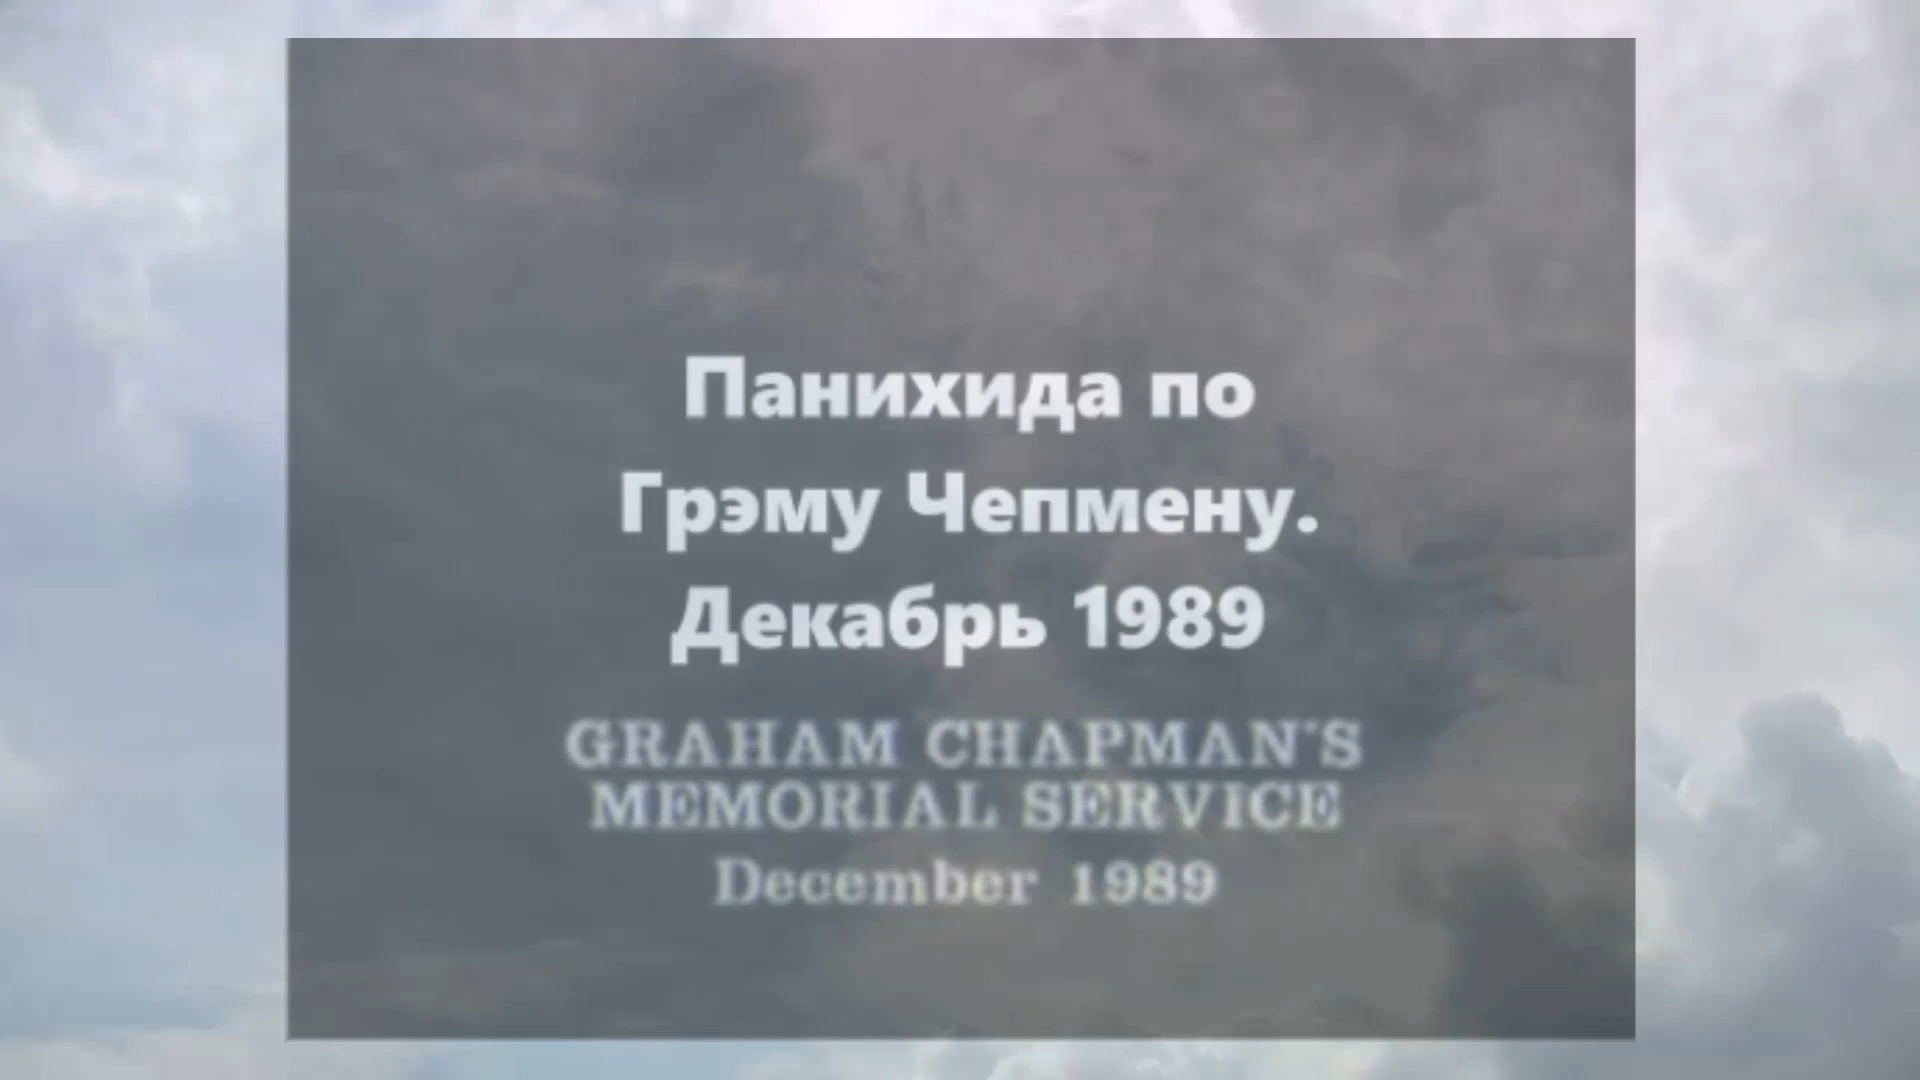 Панихида по
Грэму Чепмену.
Декабрь 1989
GRAHAM CHAPMAN'S
MEMORIAL SERVICE
December 1989